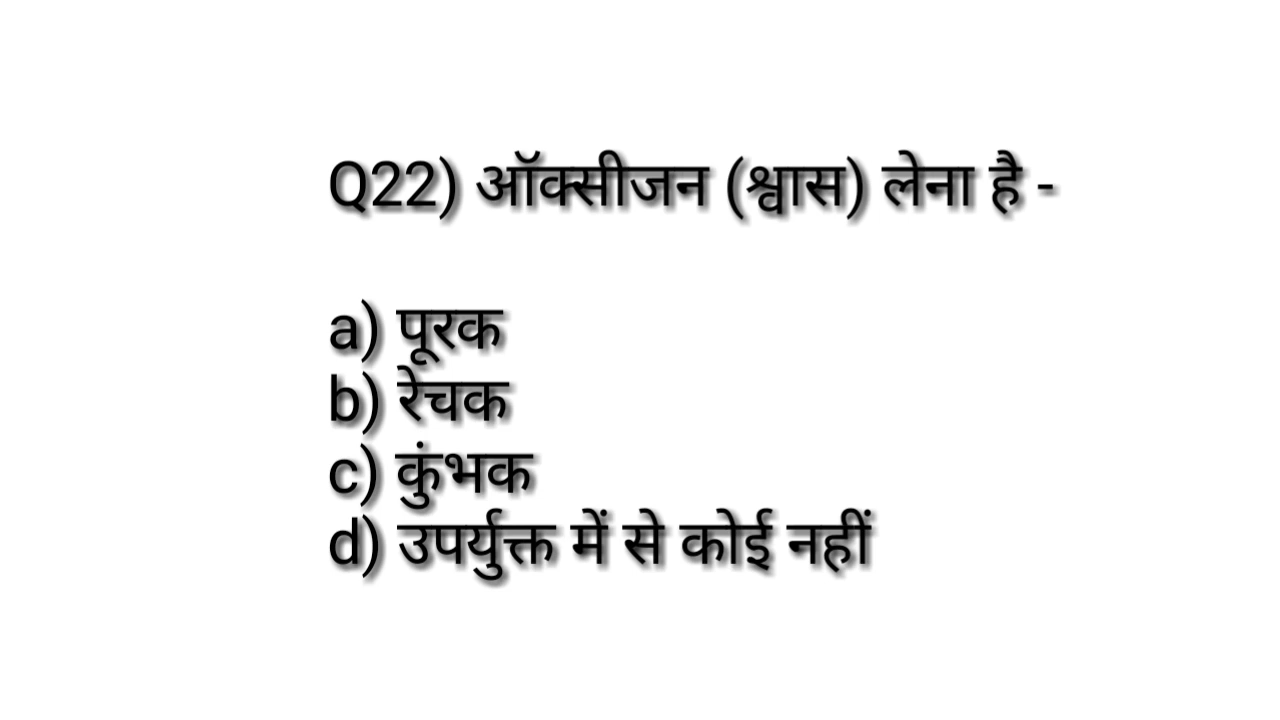 Q22) ऑक्सीजन (श्वास) लेना है -
a) पूरक
b) रेचक
c) कुंभक
d) उपर्युक्त में से कोई नहीं